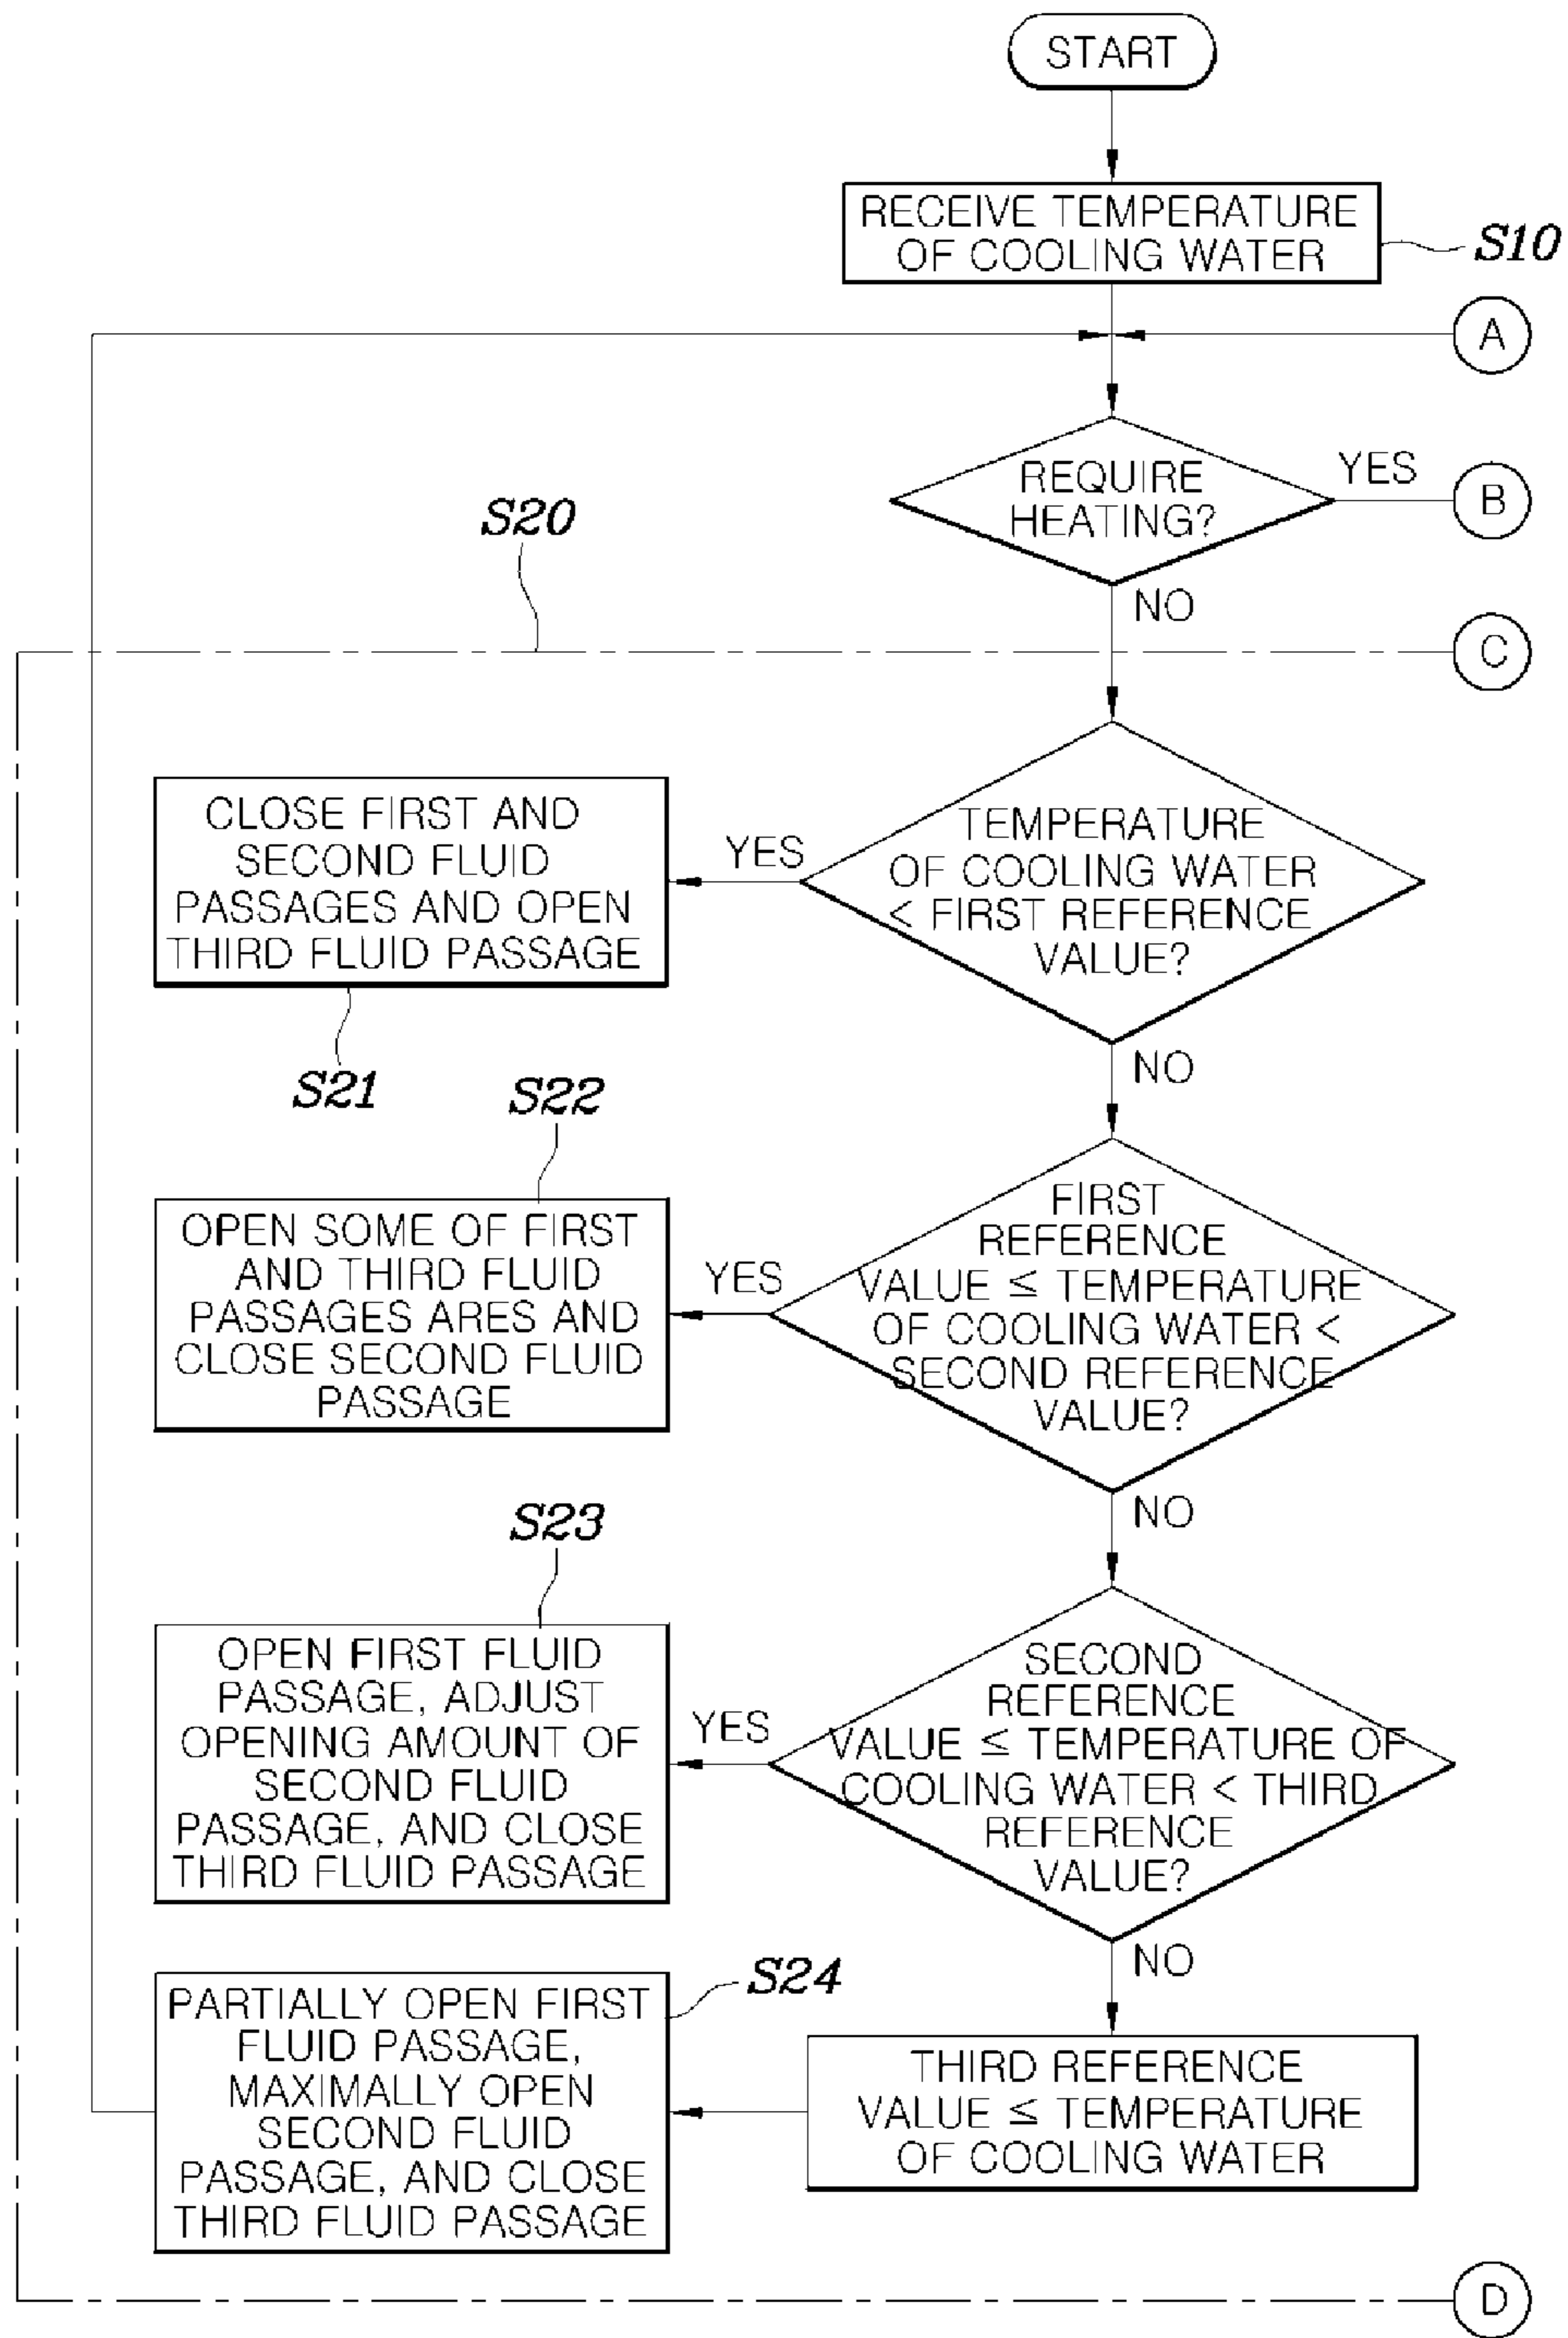 START
RECEIVE TEMPERATURE
OF COOLING WATER
S10
A
REQUIRE
HEATING?
YES
B
NO
S20
C
TEMPERATURE
OF COOLING WATER
< FIRST REFERENCE
VALUE?
YES
CLOSE FIRST AND
SECOND FLUID
PASSAGES AND OPEN
THIRD FLUID PASSAGE
S21
NO
S22
FIRST
REFERENCE
VALUE ≤ TEMPERATURE
OF COOLING WATER <
SECOND REFERENCE
VALUE?
YES
OPEN SOME OF FIRST
AND THIRD FLUID
PASSAGES ARES AND
CLOSE SECOND FLUID
PASSAGE
NO
S23
SECOND
REFERENCE
VALUE ≤ TEMPERATURE OF
COOLING WATER < THIRD
REFERENCE
VALUE?
YES
OPEN FIRST FLUID
PASSAGE, ADJUST
OPENING AMOUNT OF
SECOND FLUID
PASSAGE, AND CLOSE
THIRD FLUID PASSAGE
NO
S24
THIRD REFERENCE
VALUE ≤ TEMPERATURE
OF COOLING WATER
PARTIALLY OPEN FIRST
FLUID PASSAGE,
MAXIMALLY OPEN
SECOND FLUID
PASSAGE, AND CLOSE
THIRD FLUID PASSAGE
D